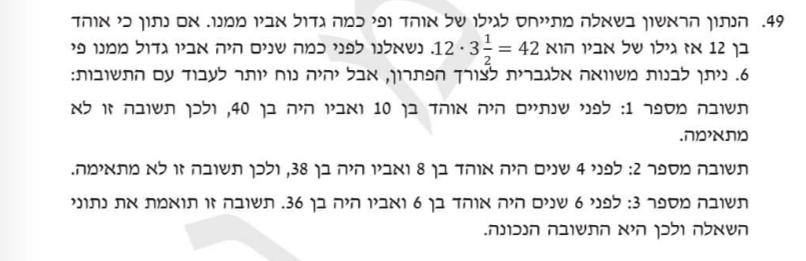 49. הנתון הראשון בשאלה מתייחס לגילו של אוהד ופי כמה גדול אביו ממנו. אם נתון כי אוהד
בן 12 אז גילו של אביו הוא 12 · 3 1/2 = 42. נשאלנו לפני כמה שנים היה אביו גדול ממנו פי
6. ניתן לבנות משוואה אלגברית לצורך הפתרון, אבל יהיה נוח יותר לעבוד עם התשובות:
תשובה מספר 1: לפני שנתיים היה אוהד בן 10 ואביו היה בן 40, ולכן תשובה זו לא
מתאימה.
תשובה מספר 2: לפני 4 שנים היה אוהד בן 8 ואביו היה בן 38, ולכן תשובה זו לא מתאימה.
תשובה מספר 3: לפני 6 שנים היה אוהד בן 6 ואביו היה בן 36. תשובה זו תואמת את נתוני
השאלה ולכן היא התשובה הנכונה.